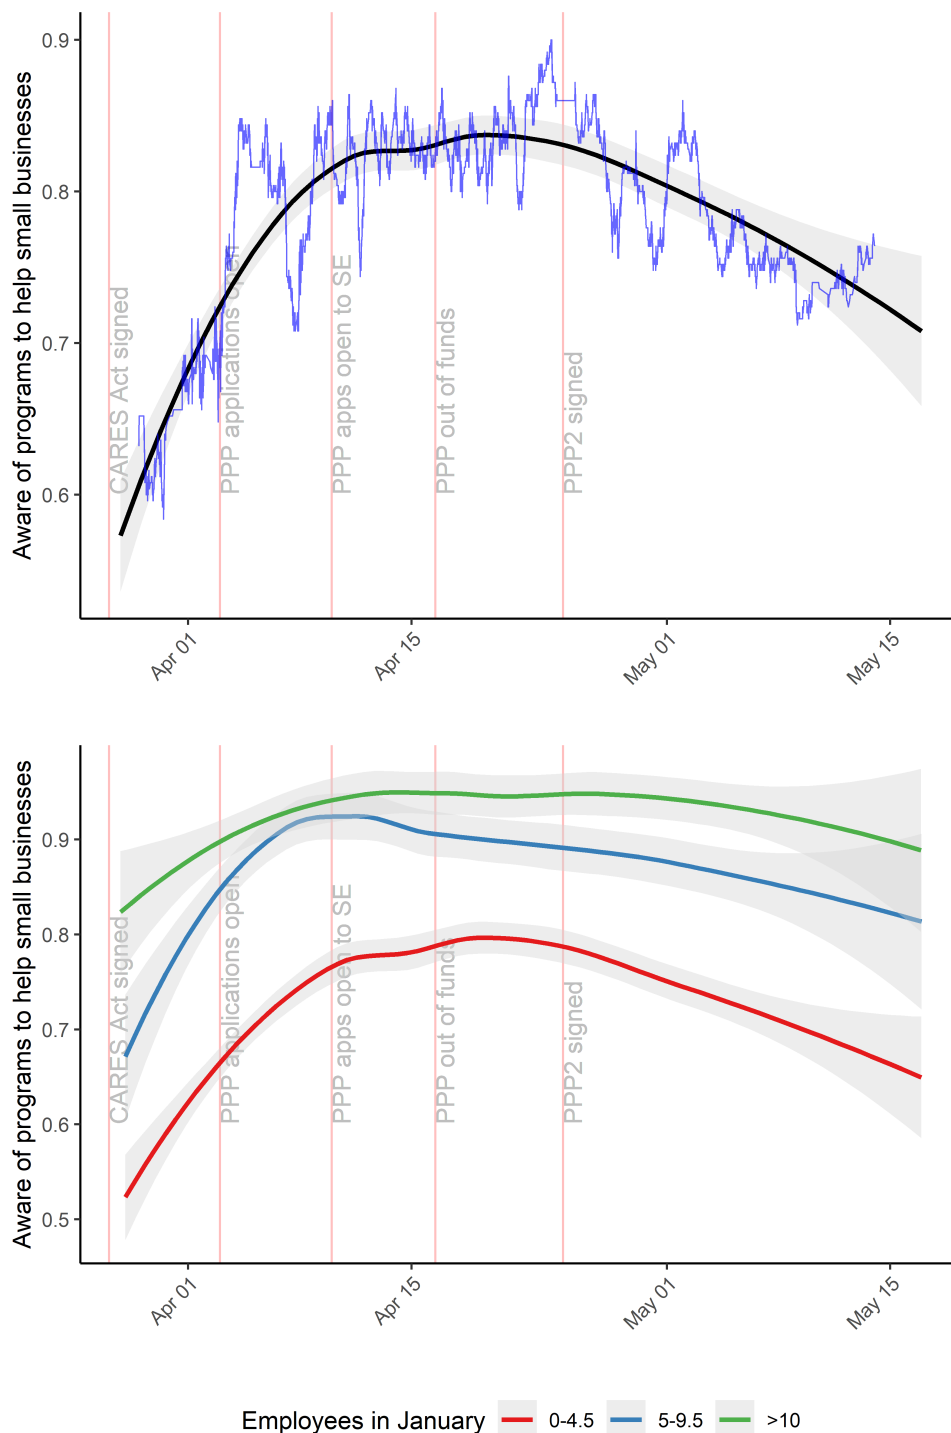 Aware of programs to help small businesses
0.9
0.8
0.7
0.6
CARES Act signed
PPP applications open
PPP apps open to SE
PPP out of funds
PPP2 signed
Apr 01
Apr 15
May 01
May 15
Aware of programs to help small businesses
0.9
0.8
0.7
0.6
0.5
CARES Act signed
PPP applications open
PPP apps open to SE
PPP out of funds
PPP2 signed
Apr 01
Apr 15
May 01
May 15
Employees in January 0-4.5 5-9.5 >10